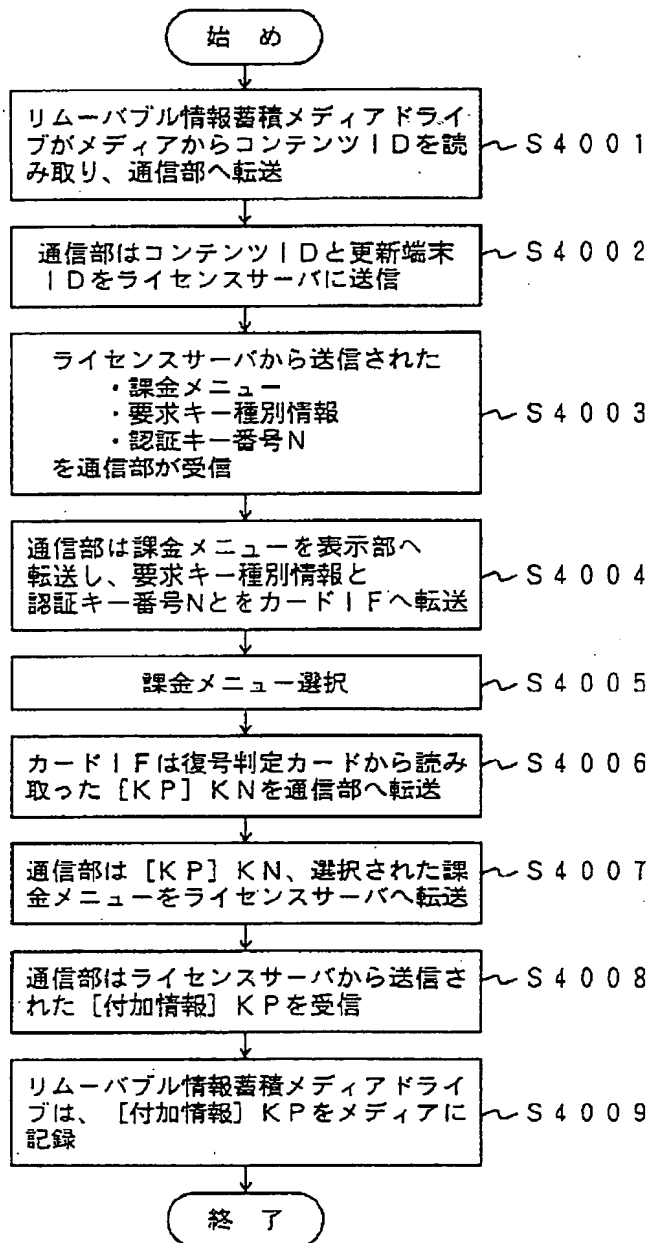 始 め
リムーバブル情報蓄積メディアドライ
ブがメディアからコンテンツIDを読
み取り、通信部へ転送
S4001
通信部はコンテンツIDと更新端末
IDをライセンスサーバに送信
S4002
ライセンスサーバから送信された
・課金メニュー
・要求キー種別情報
・認証キー番号N
を通信部が受信
S4003
通信部は課金メニューを表示部へ
転送し、要求キー種別情報と
認証キー番号NとをカードIFへ転送
S4004
課金メニュー選択
S4005
カードIFは復号判定カードから読み
取った[KP]KNを通信部へ転送
S4006
通信部は[KP]KN、選択された課
金メニューをライセンスサーバへ転送
S4007
通信部はライセンスサーバから送信さ
れた[付加情報]KPを受信
S4008
リムーバブル情報蓄積メディアドライ
ブは、[付加情報]KPをメディアに
記録
S4009
終 了